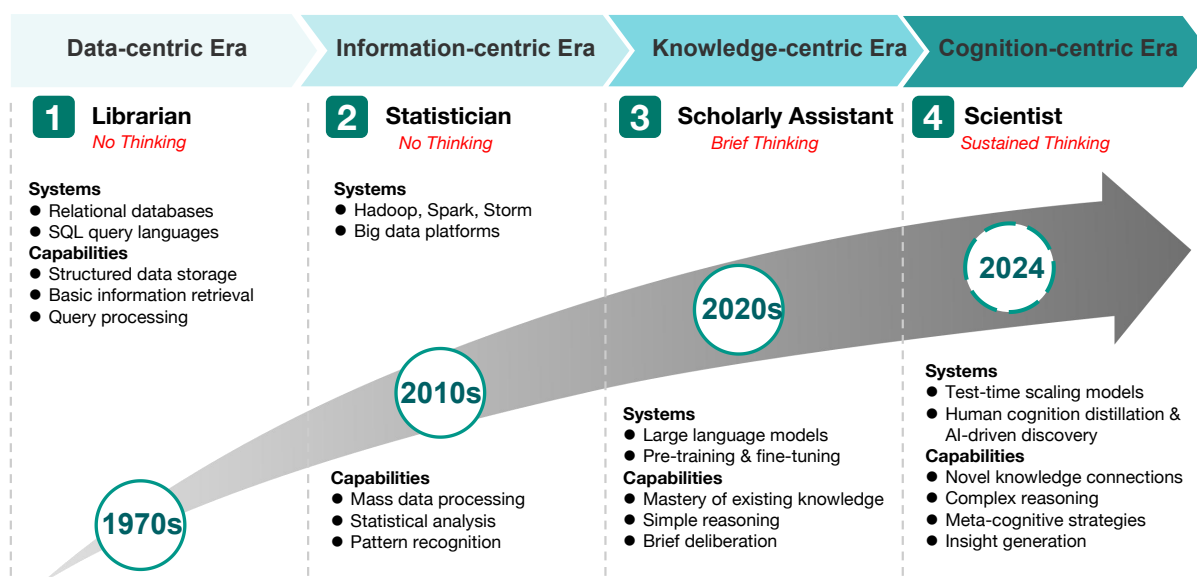 Data-centric Era
Information-centric Era
Knowledge-centric Era
Cognition-centric Era
1 Librarian
No Thinking
Systems
● Relational databases
● SQL query languages
Capabilities
● Structured data storage
● Basic information retrieval
● Query processing
1970s
2 Statistician
No Thinking
Systems
● Hadoop, Spark, Storm
● Big data platforms
2010s
Capabilities
● Mass data processing
● Statistical analysis
● Pattern recognition
3 Scholarly Assistant
Brief Thinking
2020s
Systems
● Large language models
● Pre-training & fine-tuning
Capabilities
● Mastery of existing knowledge
● Simple reasoning
● Brief deliberation
4 Scientist
Sustained Thinking
2024
Systems
● Test-time scaling models
● Human cognition distillation &
AI-driven discovery
Capabilities
● Novel knowledge connections
● Complex reasoning
● Meta-cognitive strategies
● Insight generation